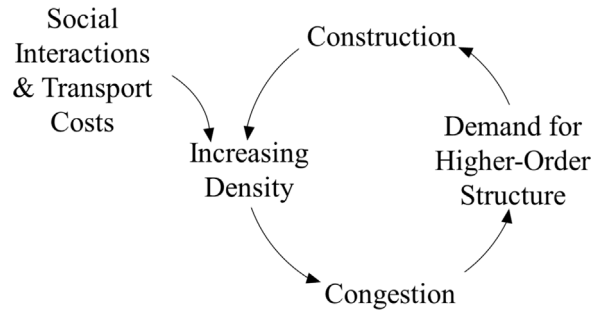 Social
Interactions
& Transport
Costs
Construction
Increasing
Density
Demand for
Higher-Order
Structure
Congestion